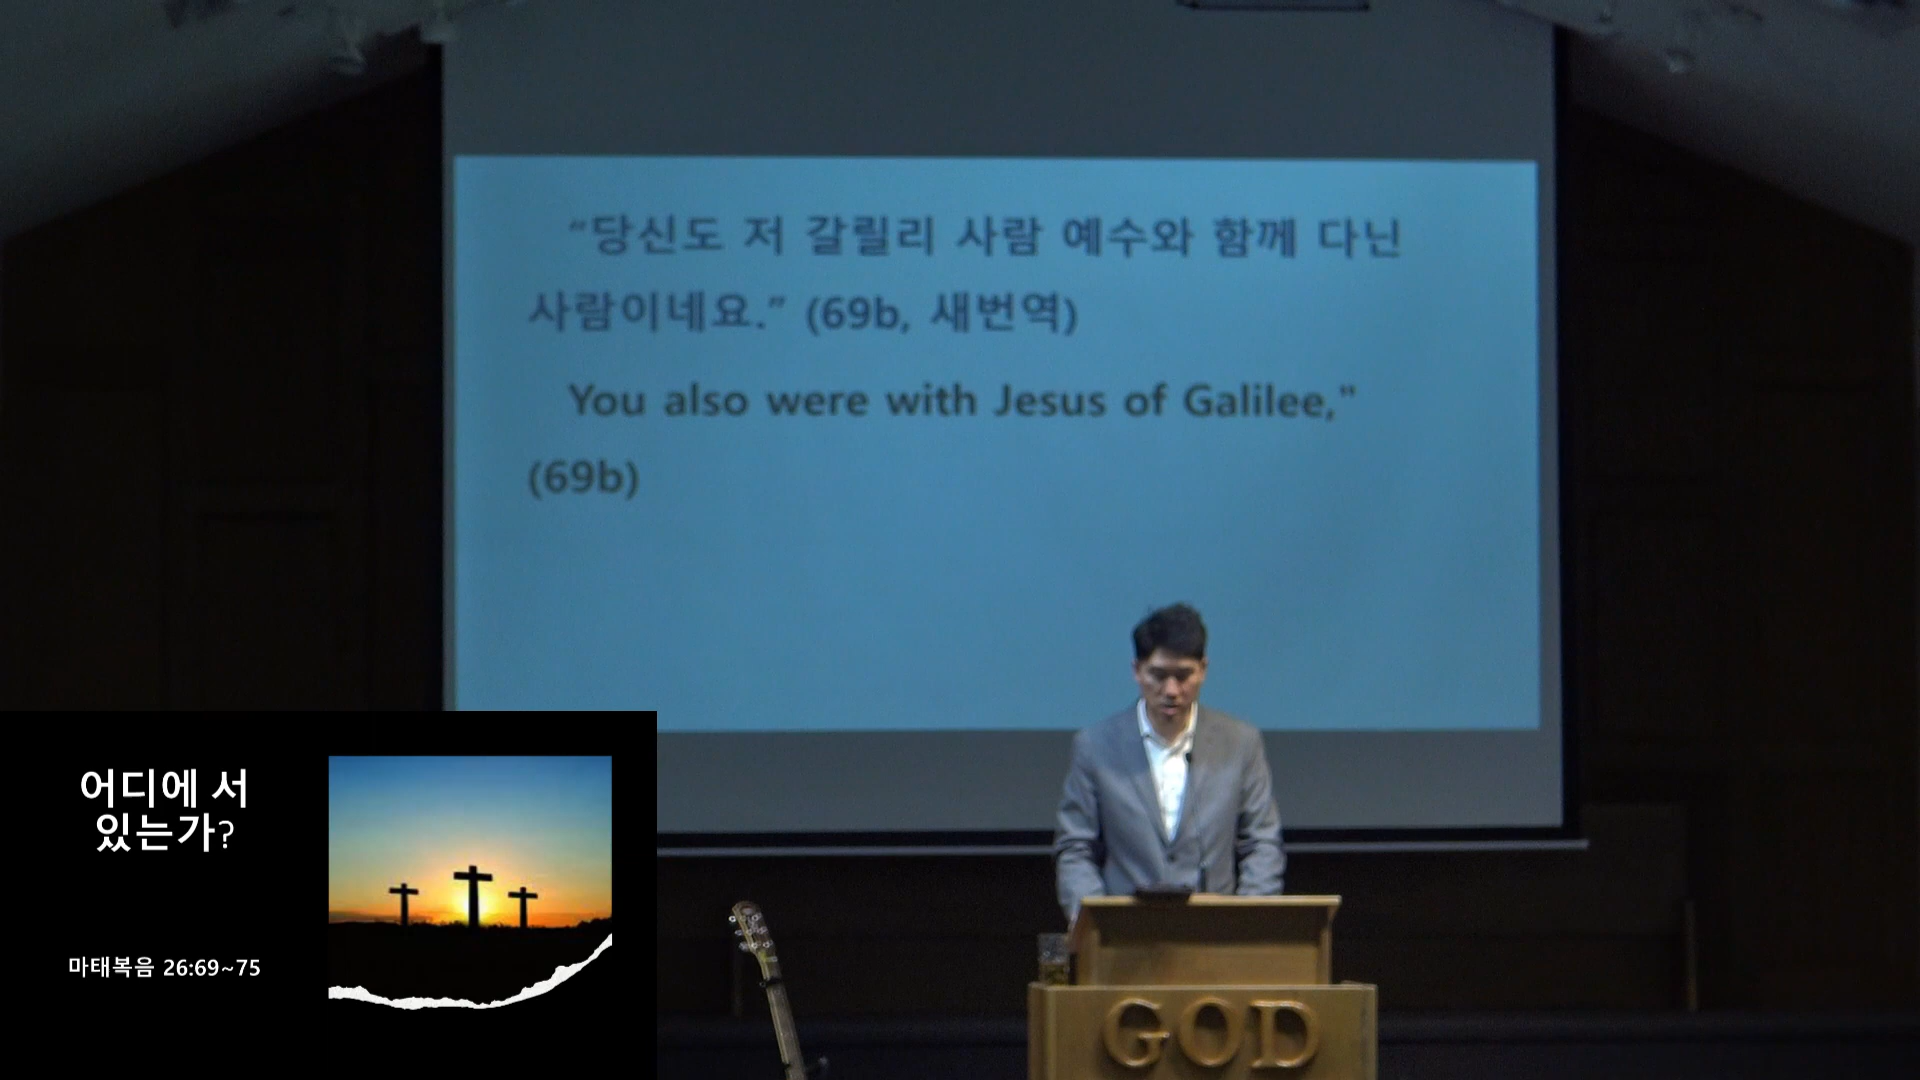 “당신도 저 갈릴리 사람 예수와 함께 다닌
사람이네요.” (69b, 새번역)
You also were with Jesus of Galilee,"
(69b)
어디에 서
있는가?
마태복음 26:69~75
GOD